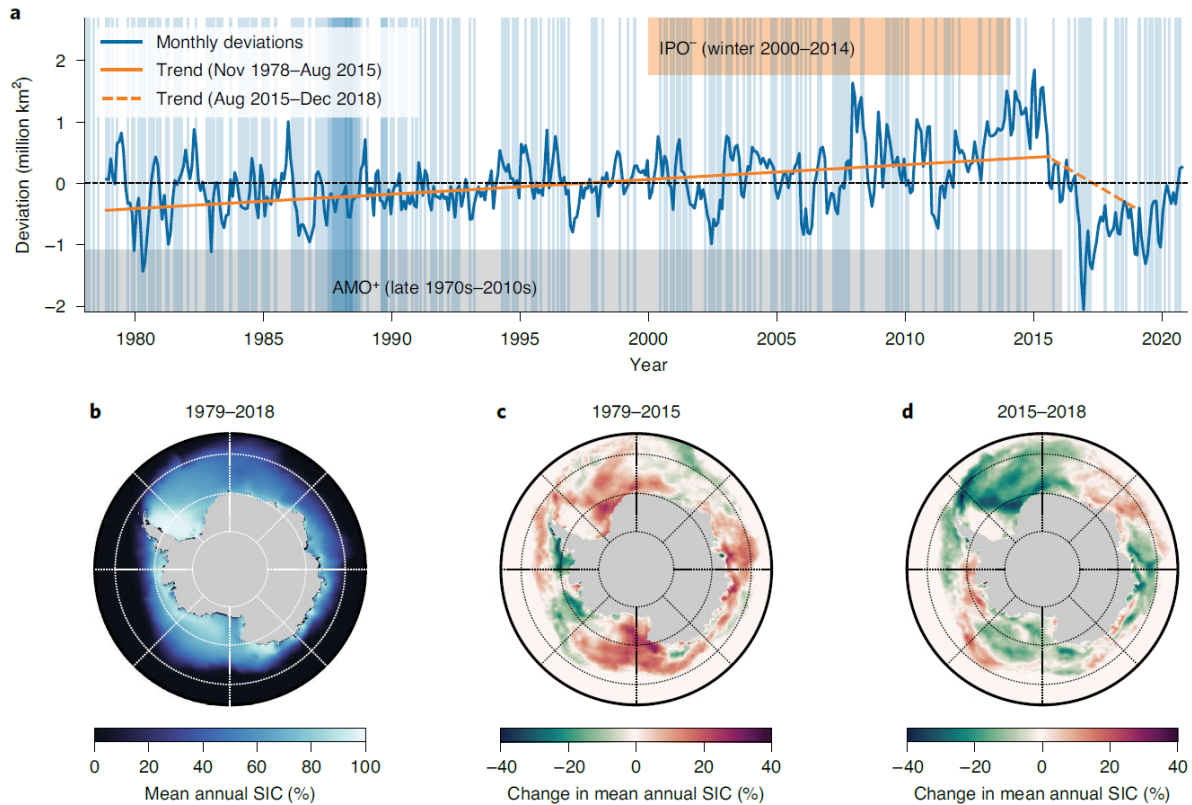 a
Deviation (million km²)
2
1
0
−1
−2
Monthly deviations
Trend (Nov 1978–Aug 2015)
Trend (Aug 2015–Dec 2018)
IPO⁻ (winter 2000–2014)
AMO⁺ (late 1970s–2010s)
1980 1985 1990 1995 2000 2005 2010 2015 2020
Year
b 1979–2018
c 1979–2015
d 2015–2018
0 20 40 60 80 100
Mean annual SIC (%)
−40 −20 0 20 40
Change in mean annual SIC (%)
−40 −20 0 20 40
Change in mean annual SIC (%)